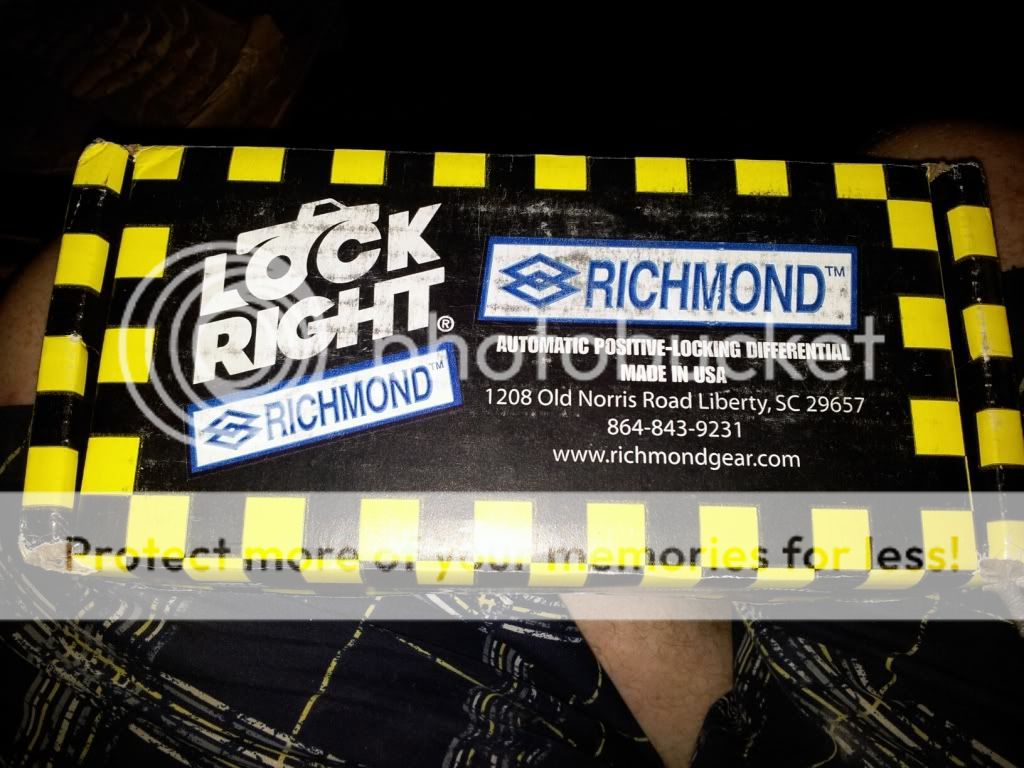 LOCK
RIGHT®
RICHMOND™
RICHMOND™
AUTOMATIC POSITIVE-LOCKING DIFFERENTIAL
MADE IN USA
1208 Old Norris Road Liberty, SC 29657
864-843-9231
www.richmondgear.com
photobucket
Protect more of your memories for less!